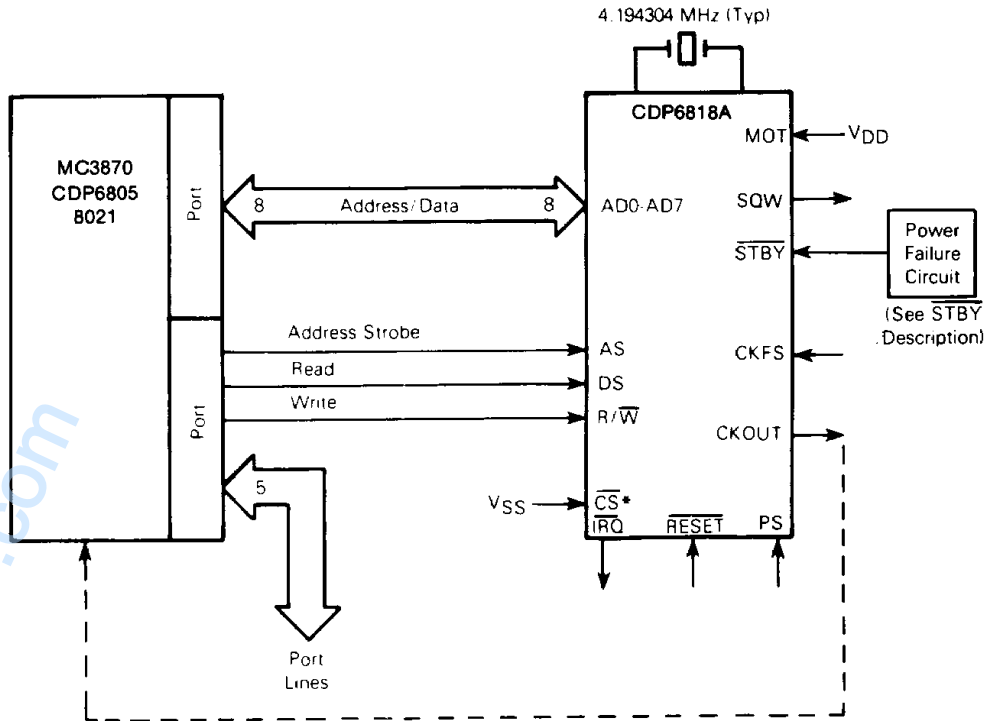 4.194304 MHz (Typ)
CDP6818A
MC3870
CDP6805
8021
Port
8 Address/Data 8
AD0-AD7
MOT
VDD
SQW
STBY
Power
Failure
Circuit
(See STBY
Description)
Address Strobe
AS
Read
DS
Write
R/W
CKFS
CKOUT
Port
5
VSS
CS*
IRQ
RESET
PS
Port
Lines
.com